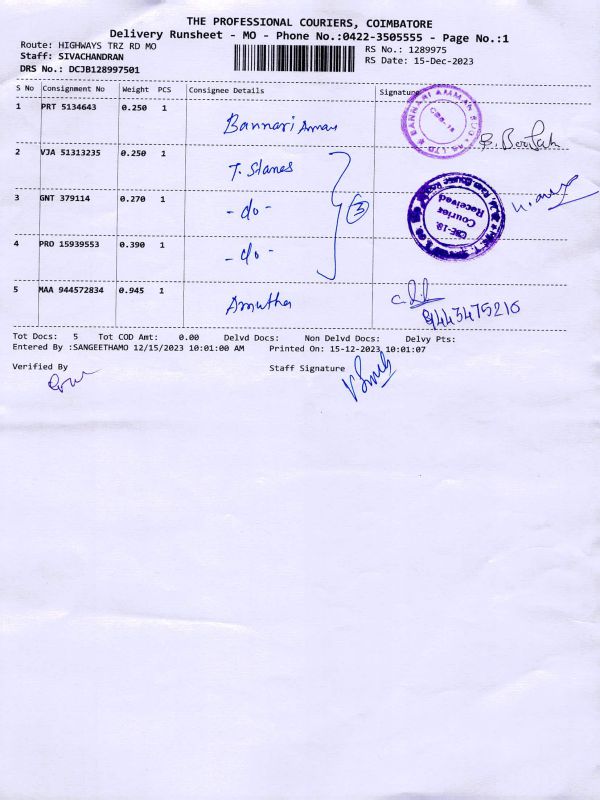 THE PROFESSIONAL COURIERS, COIMBATORE
Delivery Runsheet - MO - Phone No.:0422-3505555 - Page No.:1
Route: HIGHWAYS TRZ RD MO
RS No.: 1289975
Staff: SIVACHANDRAN
RS Date: 15-Dec-2023
DRS No.: DCJB128997501
S No Consignment No Weight PCS Consignee Details Signature
1 PRT 5134643 0.250 1 Bannari Amman
2 VJA 51313235 0.250 1 T. Stanes
3 GNT 379114 0.270 1 - do - 3
4 PRO 15939553 0.390 1 - do -
5 MAA 944572834 0.945 1 Amutha
9443475210
BANNARI AMMAN
Courier
Received
CBE-18.
Tot Docs: 5 Tot COD Amt: 0.00 Delvd Docs: Non Delvd Docs: Delvy Pts:
Entered By :SANGEETHAMO 12/15/2023 10:01:00 AM Printed On: 15-12-2023 10:01:07
Verified By
Staff Signature